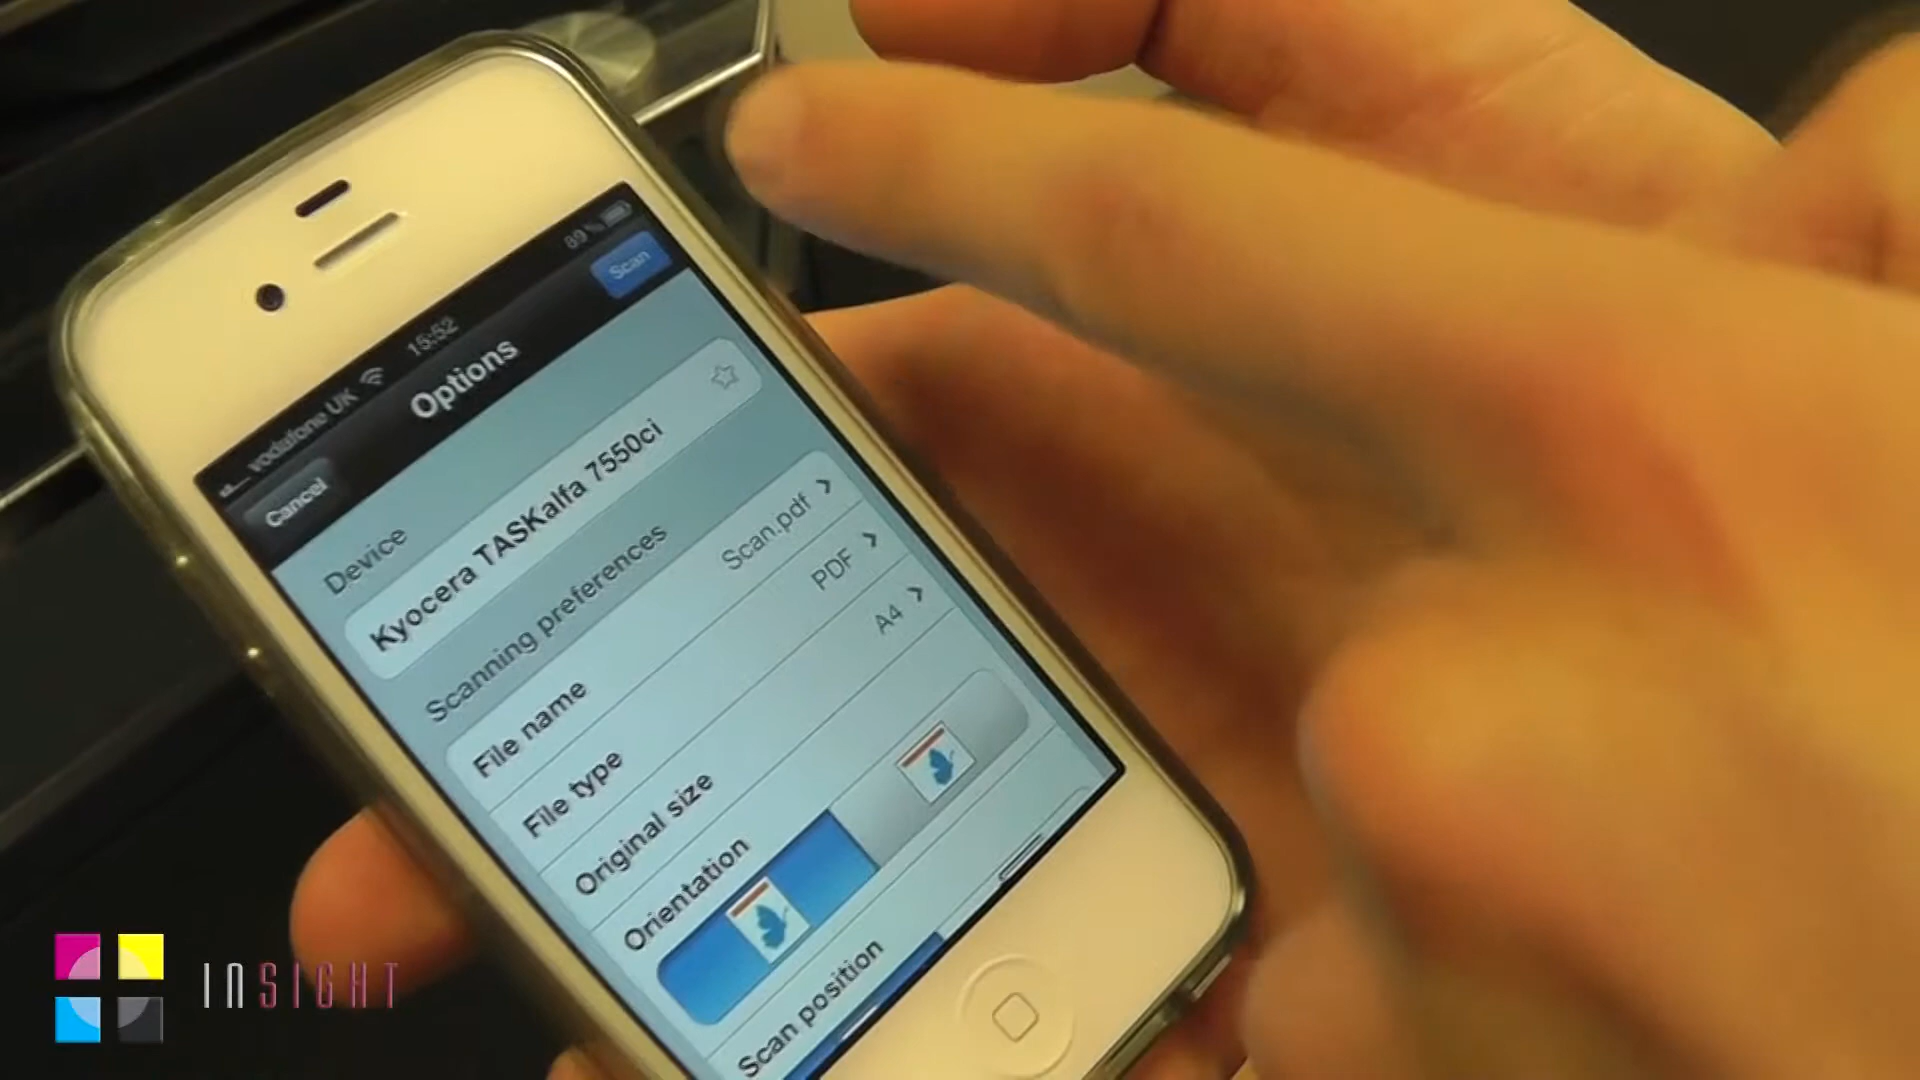 vodafone UK 15:52 89%
Cancel Options Scan
Device
Kyocera TASKalfa 7550ci
Scanning preferences
File name Scan.pdf
File type PDF
Original size A4
Orientation
Scan position
INSIGHT